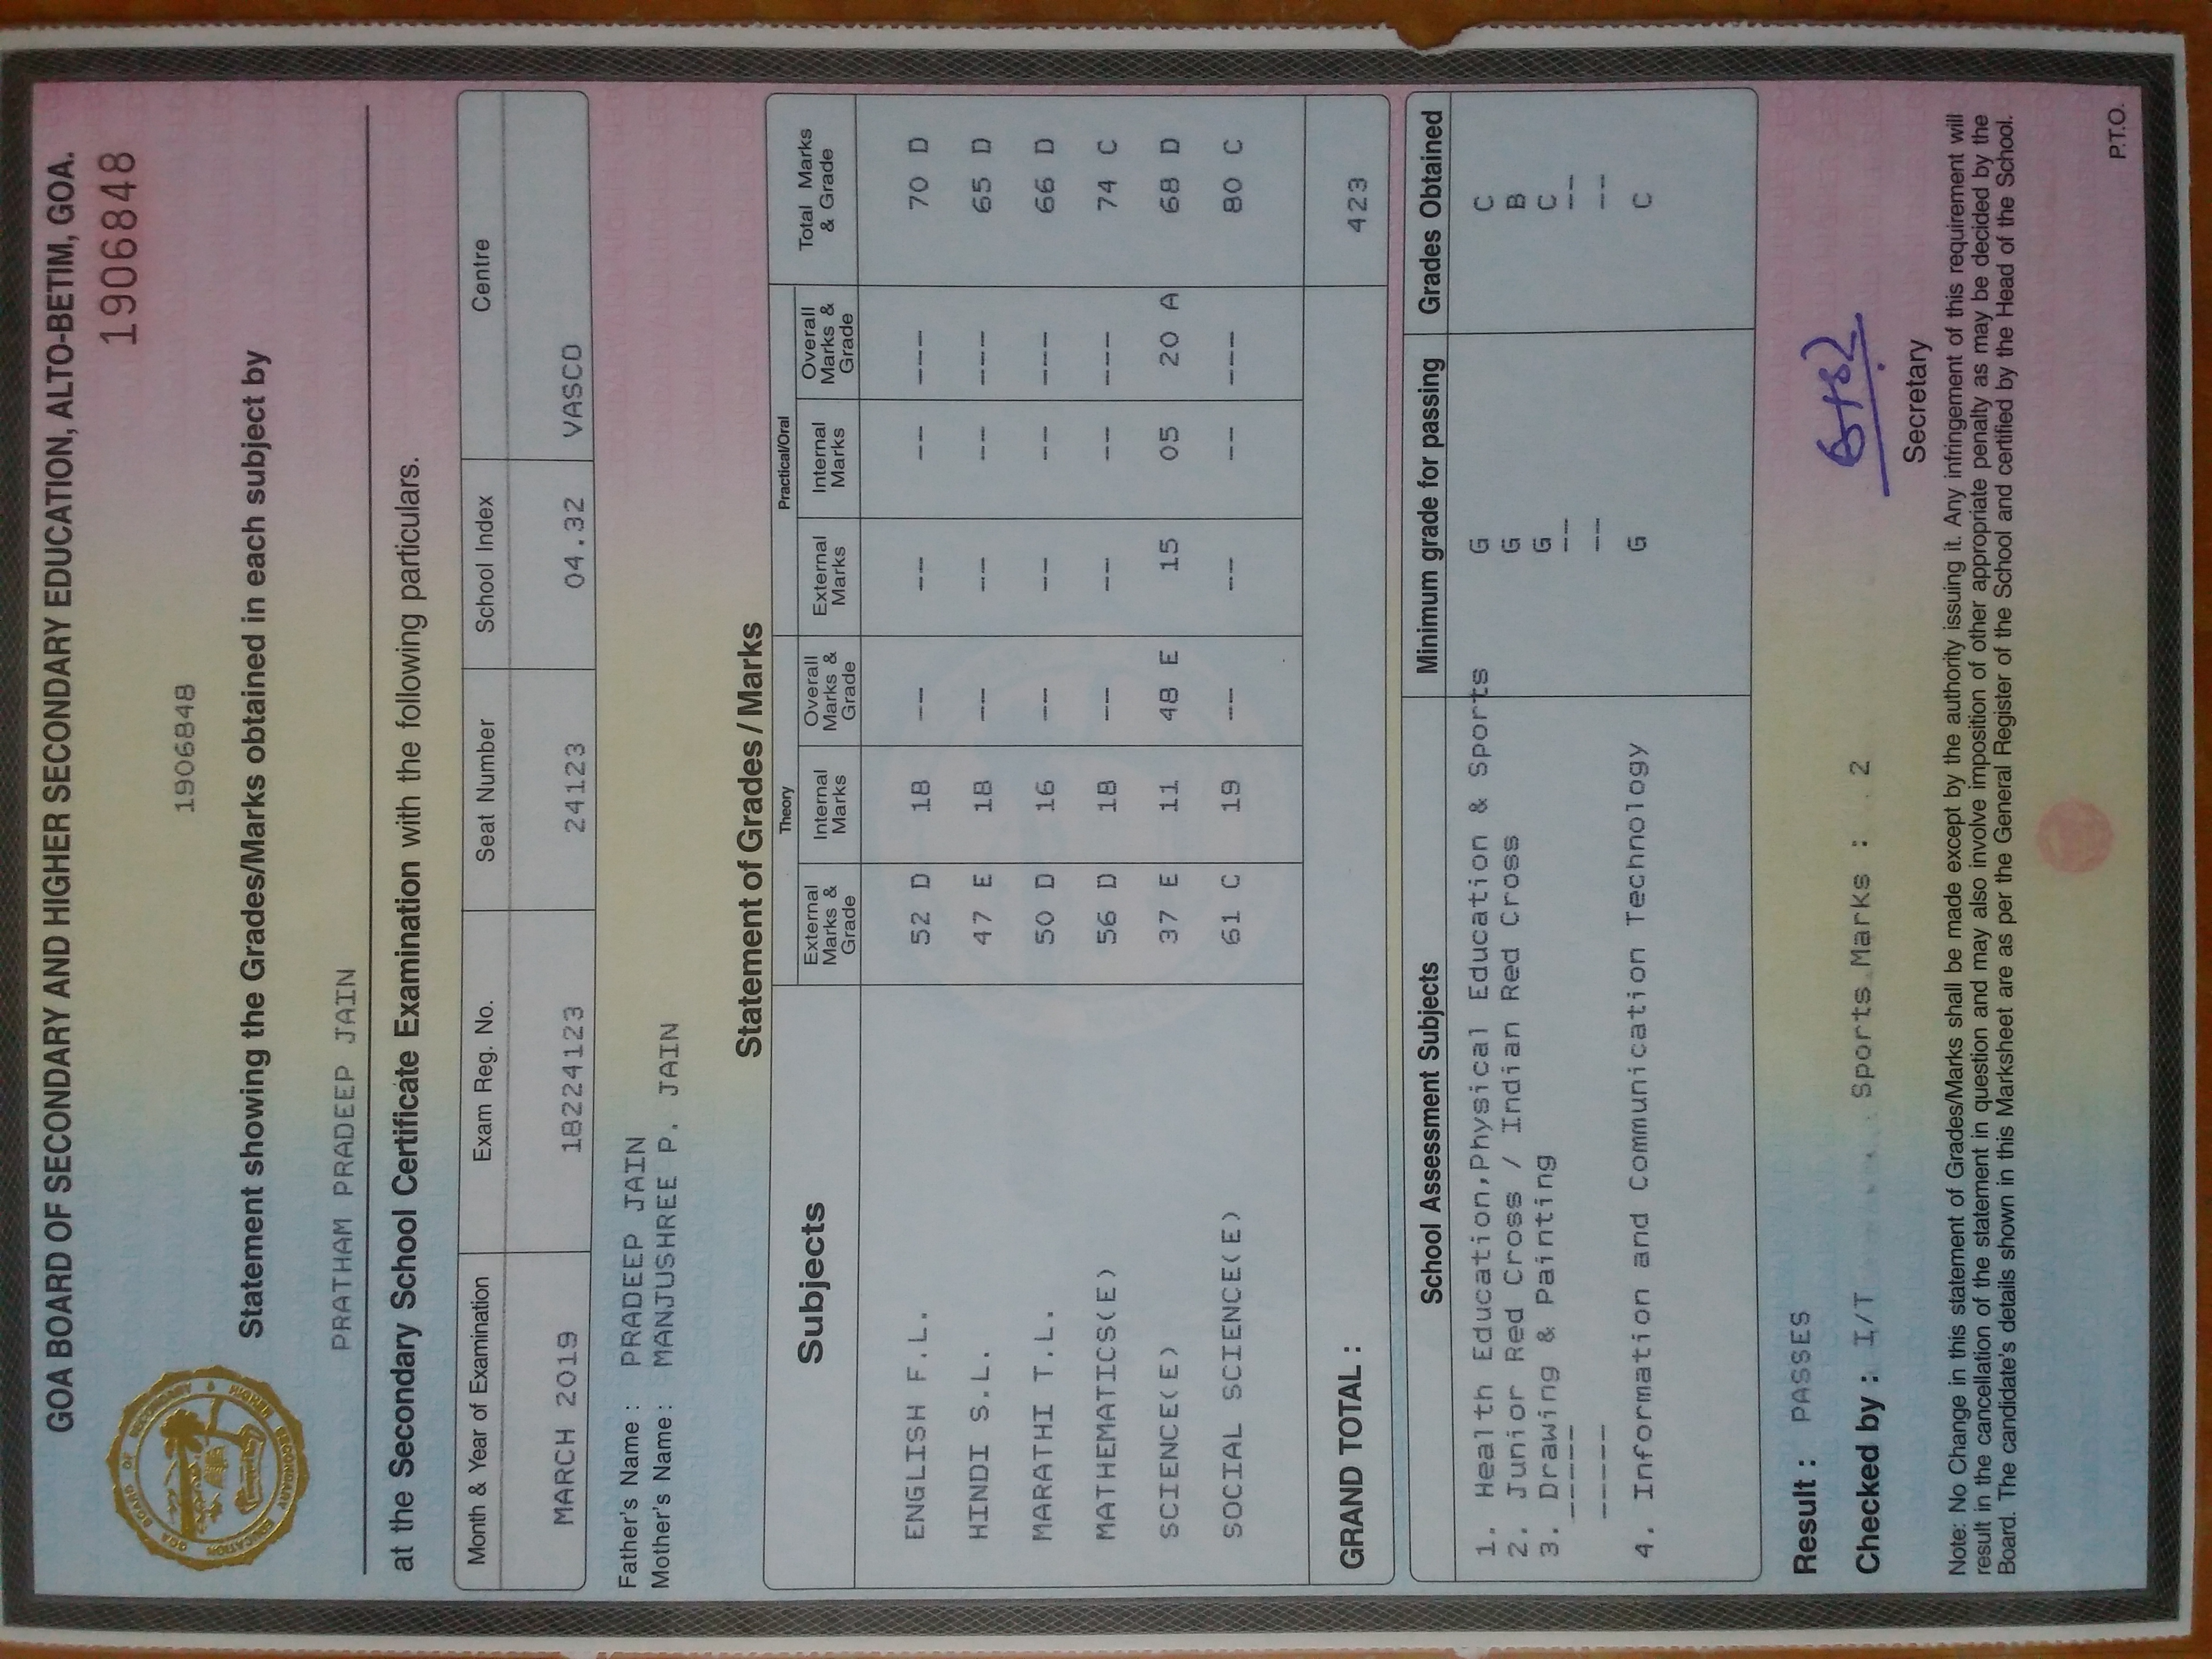 GOA BOARD OF SECONDARY AND HIGHER SECONDARY EDUCATION, ALTO-BETIM, GOA.
1906848
1906848
Statement showing the Grades/Marks obtained in each subject by
PRATHAM PRADEEP JAIN
at the Secondary School Certificate Examination with the following particulars.
Month & Year of Examination Exam Reg. No. Seat Number School Index Centre
MARCH 2019 18224123 24123 04.32 VASCO
Father's Name : PRADEEP JAIN
Mother's Name : MANJUSHREE P. JAIN
Statement of Grades / Marks
Subjects Theory Practical/Oral Total Marks & Grade
External Marks & Grade Internal Marks Overall Marks & Grade External Marks Internal Marks Overall Marks & Grade
ENGLISH F.L. 52 D 18 -- -- -- --- 70 D
HINDI S.L. 47 E 18 -- -- -- --- 65 D
MARATHI T.L. 50 D 16 -- -- -- --- 66 D
MATHEMATICS(E) 56 D 18 -- -- -- --- 74 C
SCIENCE(E) 37 E 11 48 E 15 05 20 A 68 D
SOCIAL SCIENCE(E) 61 C 19 -- -- -- --- 80 C
GRAND TOTAL : 423
School Assessment Subjects Minimum grade for passing Grades Obtained
1. Health Education,Physical Education & Sports G C
2. Junior Red Cross / Indian Red Cross G B
3. Drawing & Painting G C
----- -- --
----- -- --
4. Information and Communication Technology G C
Result : PASSES
Checked by : I/T Sports Marks : 2
Secretary
Note: No Change in this statement of Grades/Marks shall be made except by the authority issuing it. Any infringement of this requirement will
result in the cancellation of the statement in question and may also involve imposition of other appropriate penalty as may be decided by the
Board. The candidate's details shown in this Marksheet are as per the General Register of the School and certified by the Head of the School.
P.T.O.